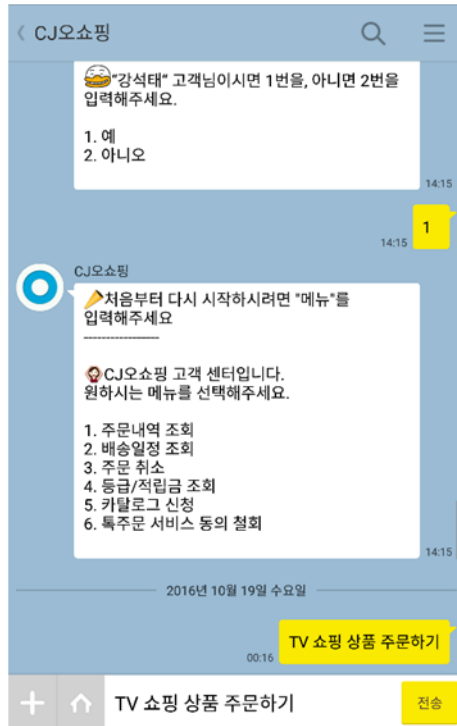 CJ오쇼핑
"강석태" 고객님이시면 1번을, 아니면 2번을
입력해주세요.
1. 예
2. 아니오
14:15
1
14:15
CJ오쇼핑
처음부터 다시 시작하시려면 "메뉴"를
입력해주세요
-----------------
CJ오쇼핑 고객 센터입니다.
원하시는 메뉴를 선택해주세요.
1. 주문내역 조회
2. 배송일정 조회
3. 주문 취소
4. 등급/적립금 조회
5. 카탈로그 신청
6. 톡주문 서비스 동의 철회
14:15
2016년 10월 19일 수요일
TV 쇼핑 상품 주문하기
00:16
TV 쇼핑 상품 주문하기
전송